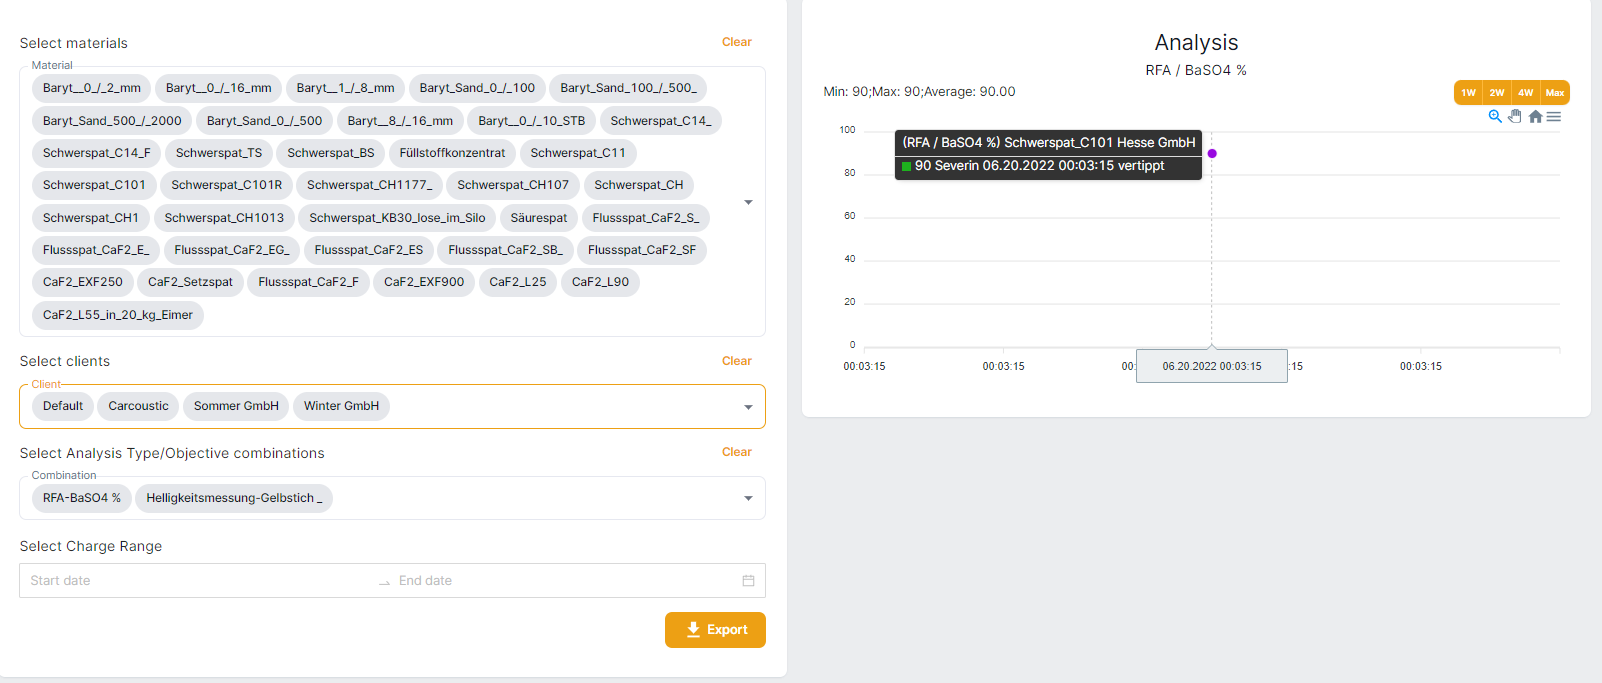 Select materials
Clear
Material
Baryt__0_/_2_mm Baryt__0_/_16_mm Baryt__1_/_8_mm Baryt_Sand_0_/_100 Baryt_Sand_100_/_500_
Baryt_Sand_500_/_2000 Baryt_Sand_0_/_500 Baryt__8_/_16_mm Baryt__0_/_10_STB Schwerspat_C14_
Schwerspat_C14_F Schwerspat_TS Schwerspat_BS Füllstoffkonzentrat Schwerspat_C11
Schwerspat_C101 Schwerspat_C101R Schwerspat_CH1177_ Schwerspat_CH107 Schwerspat_CH
Schwerspat_CH1 Schwerspat_CH1013 Schwerspat_KB30_lose_im_Silo Säurespat Flussspat_CaF2_S_
Flussspat_CaF2_E_ Flussspat_CaF2_EG_ Flussspat_CaF2_ES Flussspat_CaF2_SB_ Flussspat_CaF2_SF
CaF2_EXF250 CaF2_Setzspat Flussspat_CaF2_F CaF2_EXF900 CaF2_L25 CaF2_L90
CaF2_L55_in_20_kg_Eimer
Select clients
Clear
Client
Default Carcoustic Sommer GmbH Winter GmbH
Select Analysis Type/Objective combinations
Clear
Combination
RFA-BaSO4 % Helligkeitsmessung-Gelbstich _
Select Charge Range
Start date
End date
Export
Analysis
RFA / BaSO4 %
Min: 90;Max: 90;Average: 90.00
1W 2W 4W Max
100
80
60
40
20
0
(RFA / BaSO4 %) Schwerspat_C101 Hesse GmbH
90 Severin 06.20.2022 00:03:15 vertippt
00:03:15 00:03:15 00: 06.20.2022 00:03:15 :15 00:03:15